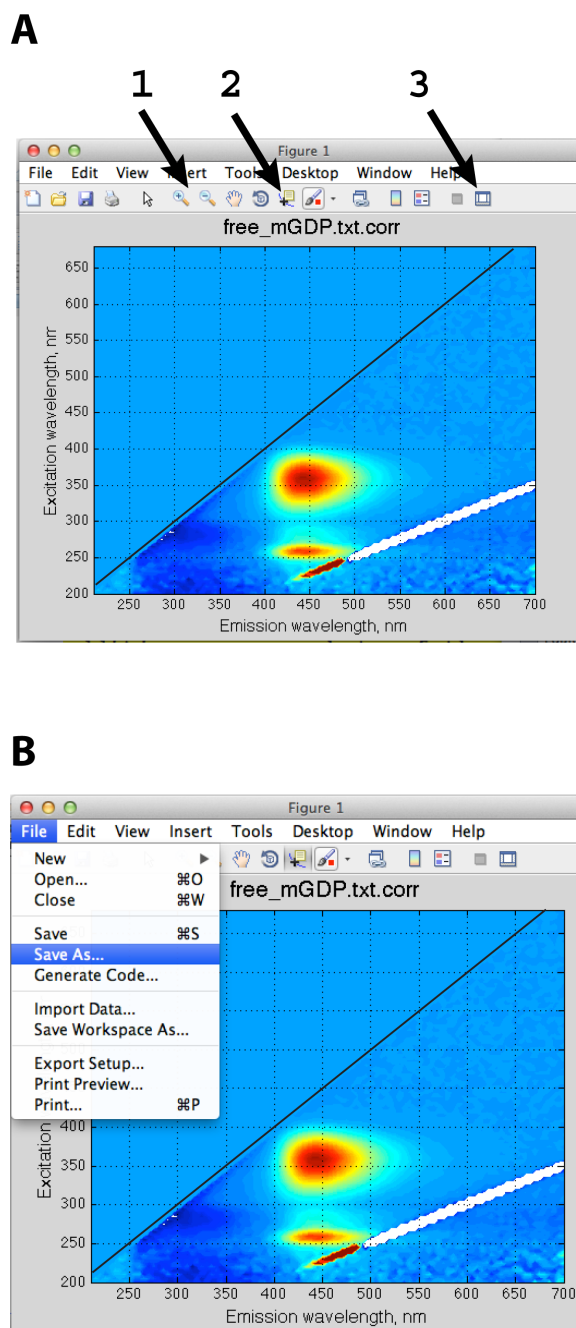 A
1 2 3
Figure 1
File Edit View Insert Tools Desktop Window Help
free_mGDP.txt.corr
Excitation wavelength, nm
650
600
550
500
450
400
350
300
250
200
250 300 350 400 450 500 550 600 650 700
Emission wavelength, nm
B
Figure 1
File Edit View Insert Tools Desktop Window Help
New
Open... ⌘O
Close ⌘W
Save ⌘S
Save As...
Generate Code...
Import Data...
Save Workspace As...
Export Setup...
Print Preview...
Print... ⌘P
free_mGDP.txt.corr
Excitation
400
350
300
250
200
250 300 350 400 450 500 550 600 650 700
Emission wavelength, nm